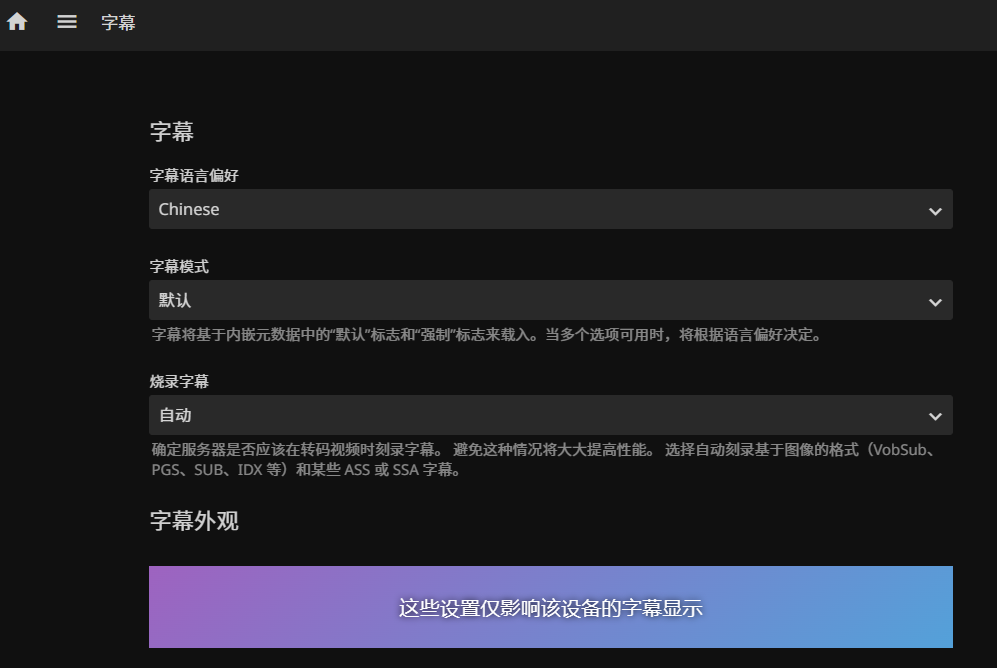 字幕
字幕
字幕语言偏好
Chinese
字幕模式
默认
字幕将基于内嵌元数据中的“默认”标志和“强制”标志来载入。当多个选项可用时，将根据语言偏好决定。
烧录字幕
自动
确定服务器是否应该在转码视频时刻录字幕。 避免这种情况将大大提高性能。 选择自动刻录基于图像的格式（VobSub、
PGS、SUB、IDX 等）和某些 ASS 或 SSA 字幕。
字幕外观
这些设置仅影响该设备的字幕显示